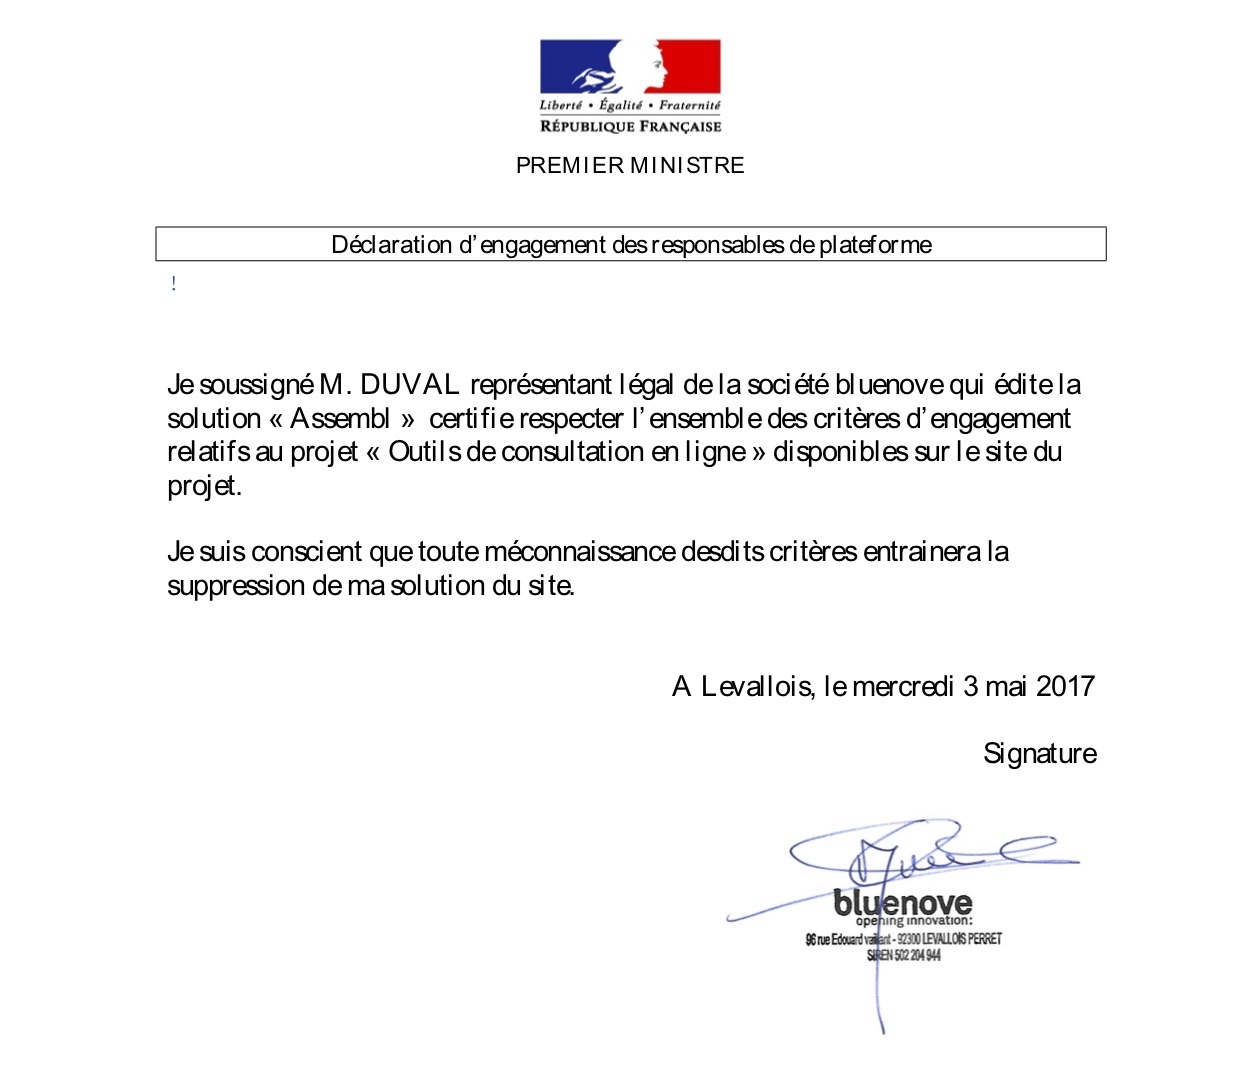 Liberté • Égalité • Fraternité
RÉPUBLIQUE FRANÇAISE
PREMIER MINISTRE
Déclaration d’engagement des responsables de plateforme
!
Je soussigné M. DUVAL représentant légal de la société bluenove qui édite la
solution « Assembl » certifie respecter l’ensemble des critères d’engagement
relatifs au projet « Outils de consultation en ligne » disponibles sur le site du
projet.
Je suis conscient que toute méconnaissance desdits critères entrainera la
suppression de ma solution du site.
A Levallois, le mercredi 3 mai 2017
Signature
bluenove
opening innovation:
96 rue Edouard vaillant - 92300 LEVALLOIS PERRET
SIREN 502 204 944